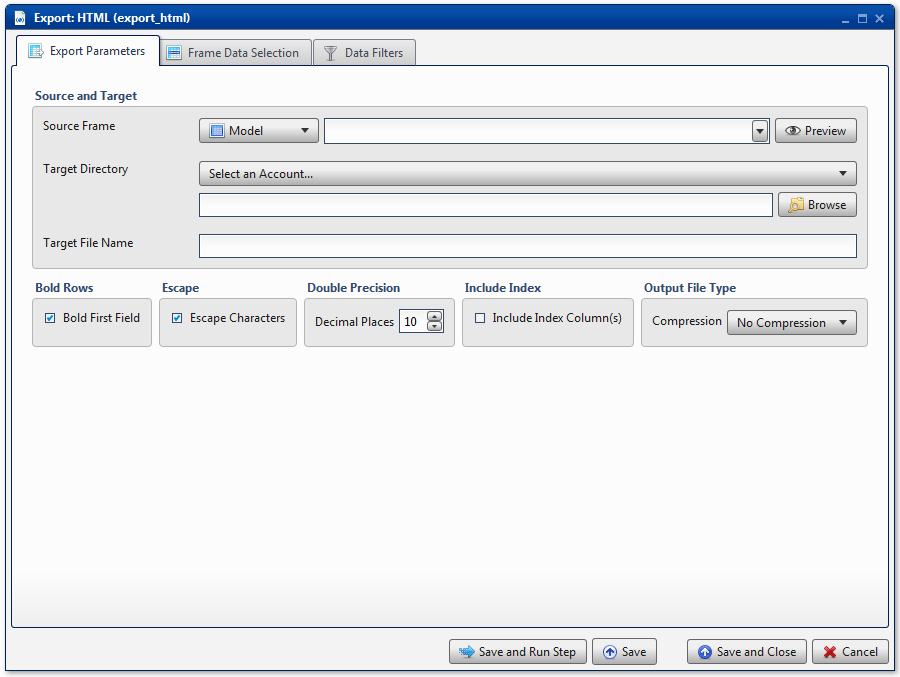 Export: HTML (export_html)
Export Parameters
Frame Data Selection
Data Filters
Source and Target
Source Frame
Model
Preview
Target Directory
Select an Account...
Browse
Target File Name
Bold Rows
Escape
Double Precision
Include Index
Output File Type
Bold First Field
Escape Characters
Decimal Places 10
Include Index Column(s)
Compression No Compression
Save and Run Step
Save
Save and Close
Cancel